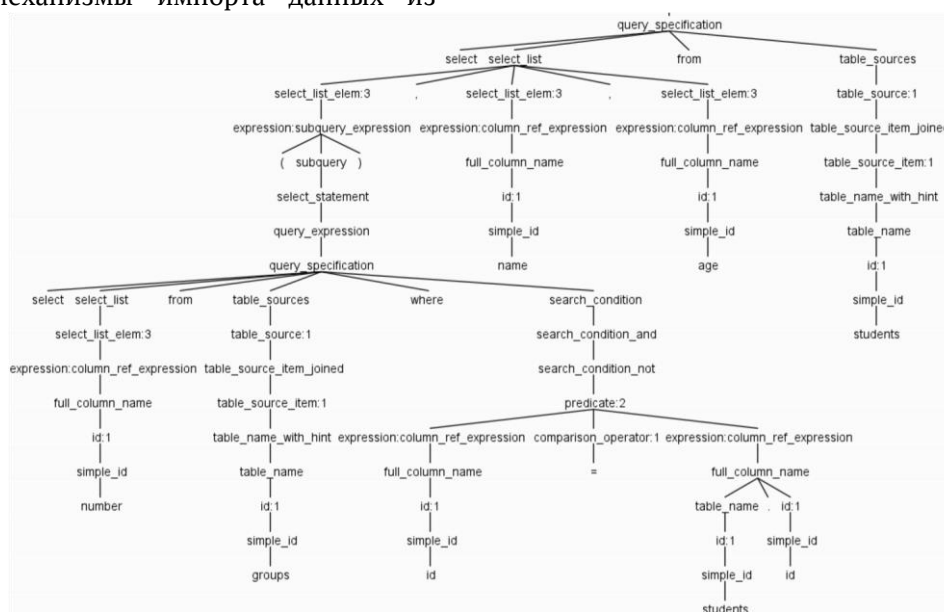 механизмы импорта данных из
query_specification
select select_list from table_sources
select_list_elem:3 , select_list_elem:3 , select_list_elem:3 table_source:1
expression:subquery_expression expression:column_ref_expression expression:column_ref_expression table_source_item_joined
( subquery ) full_column_name full_column_name table_source_item:1
select_statement id:1 id:1 table_name_with_hint
query_expression simple_id simple_id table_name
query_specification name age id:1
select select_list from table_sources where search_condition simple_id
select_list_elem:3 table_source:1 search_condition_and students
expression:column_ref_expression table_source_item_joined search_condition_not
full_column_name table_source_item:1 predicate:2
id:1 table_name_with_hint expression:column_ref_expression comparison_operator:1 expression:column_ref_expression
simple_id table_name full_column_name = full_column_name
number id:1 id:1 table_name . id:1
simple_id simple_id id:1 simple_id
groups id simple_id id
students